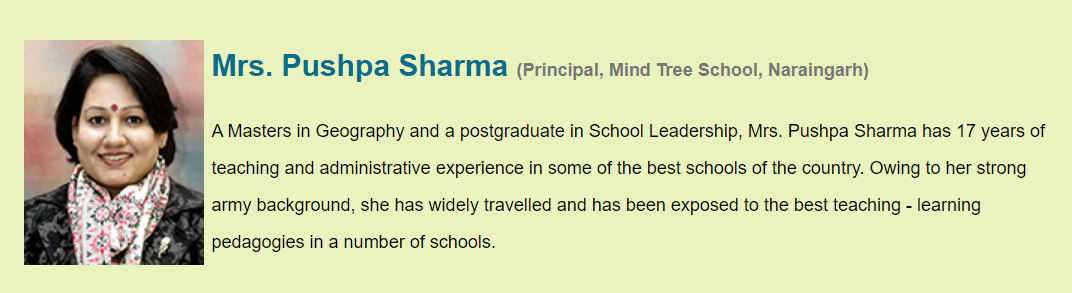 Mrs. Pushpa Sharma (Principal, Mind Tree School, Naraingarh)
A Masters in Geography and a postgraduate in School Leadership, Mrs. Pushpa Sharma has 17 years of
teaching and administrative experience in some of the best schools of the country. Owing to her strong
army background, she has widely travelled and has been exposed to the best teaching - learning
pedagogies in a number of schools.